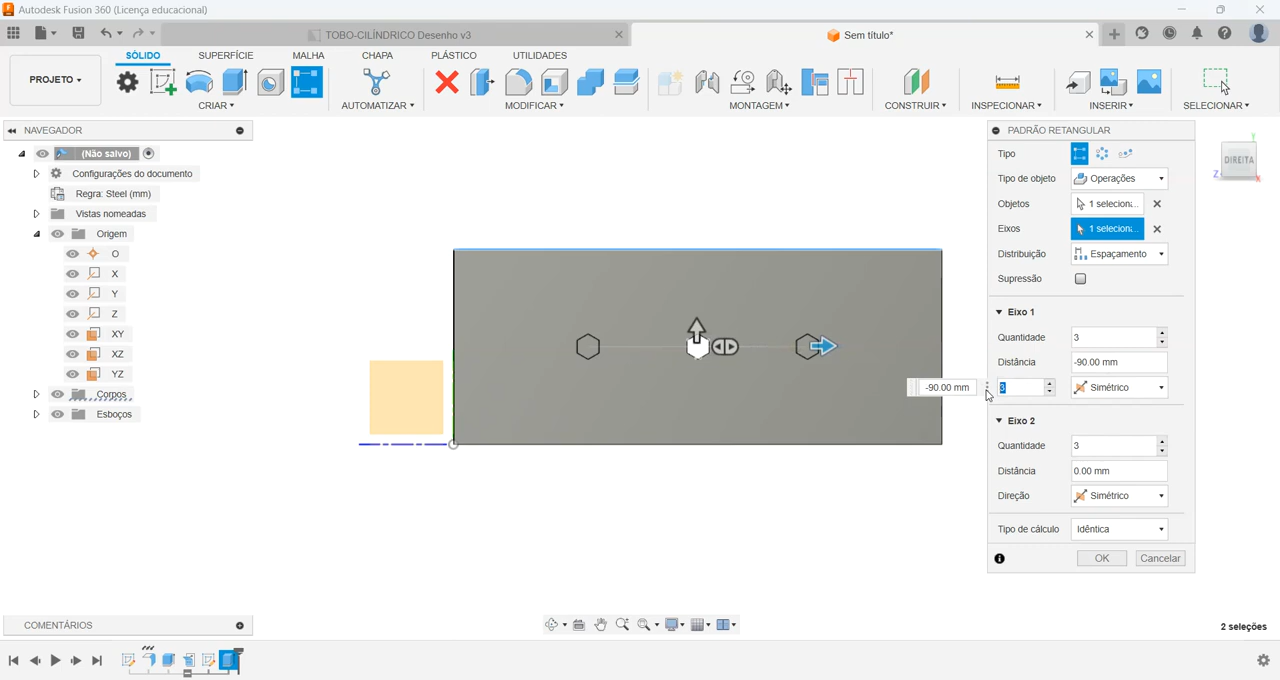 Autodesk Fusion 360 (Licença educacional)
TOBO-CILÍNDRICO Desenho v3
Sem título*
PROJETO
SÓLIDO
SUPERFÍCIE
MALHA
CHAPA
PLÁSTICO
UTILIDADES
CRIAR
AUTOMATIZAR
MODIFICAR
MONTAGEM
CONSTRUIR
INSPECIONAR
INSERIR
SELECIONAR
NAVEGADOR
(Não salvo)
Configurações do documento
Regra: Steel (mm)
Vistas nomeadas
Origem
O
X
Y
Z
XY
XZ
YZ
Corpos
Esboços
-90.00 mm
3
PADRÃO RETANGULAR
Tipo
Tipo de objeto Operações
Objetos 1 selecion...
Eixos 1 selecion...
Distribuição Espaçamento
Supressão
Eixo 1
Quantidade 3
Distância -90.00 mm
Simétrico
Eixo 2
Quantidade 3
Distância 0.00 mm
Direção Simétrico
Tipo de cálculo Idêntica
OK Cancelar
DIREITA
Y
Z
X
COMENTÁRIOS
2 seleções